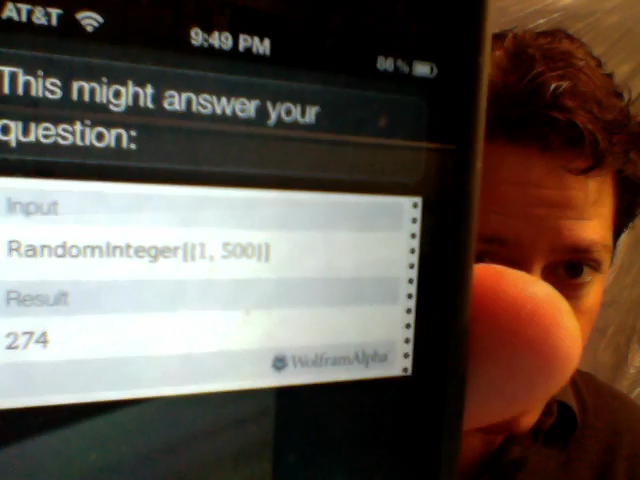 AT&T
9:49 PM
86%
This might answer your
question:
Input
RandomInteger[{1, 500}]
Result
274
WolframAlpha